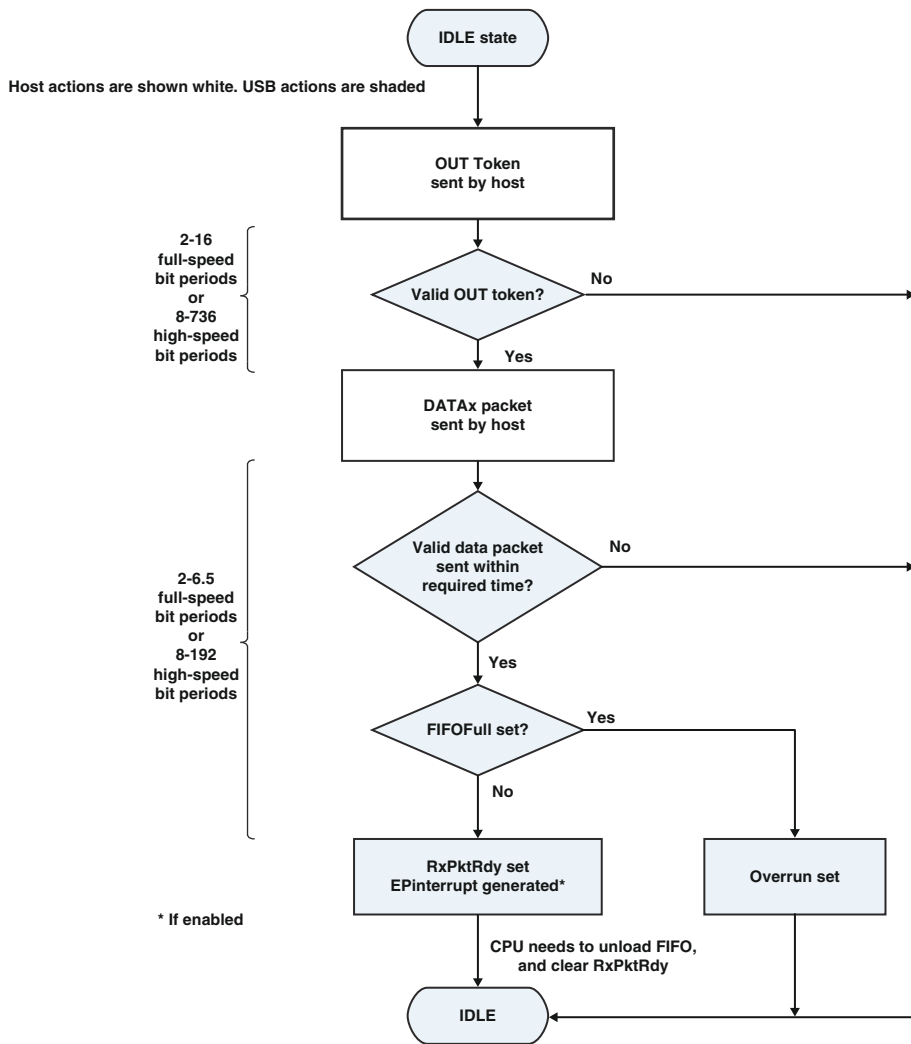 IDLE state
Host actions are shown white. USB actions are shaded
OUT Token
sent by host
2-16
full-speed
bit periods
or
8-736
high-speed
bit periods
Valid OUT token?
No
Yes
DATAx packet
sent by host
2-6.5
full-speed
bit periods
or
8-192
high-speed
bit periods
Valid data packet
sent within
required time?
No
Yes
FIFOFull set?
Yes
No
RxPktRdy set
EPinterrupt generated*
Overrun set
* If enabled
CPU needs to unload FIFO,
and clear RxPktRdy
IDLE